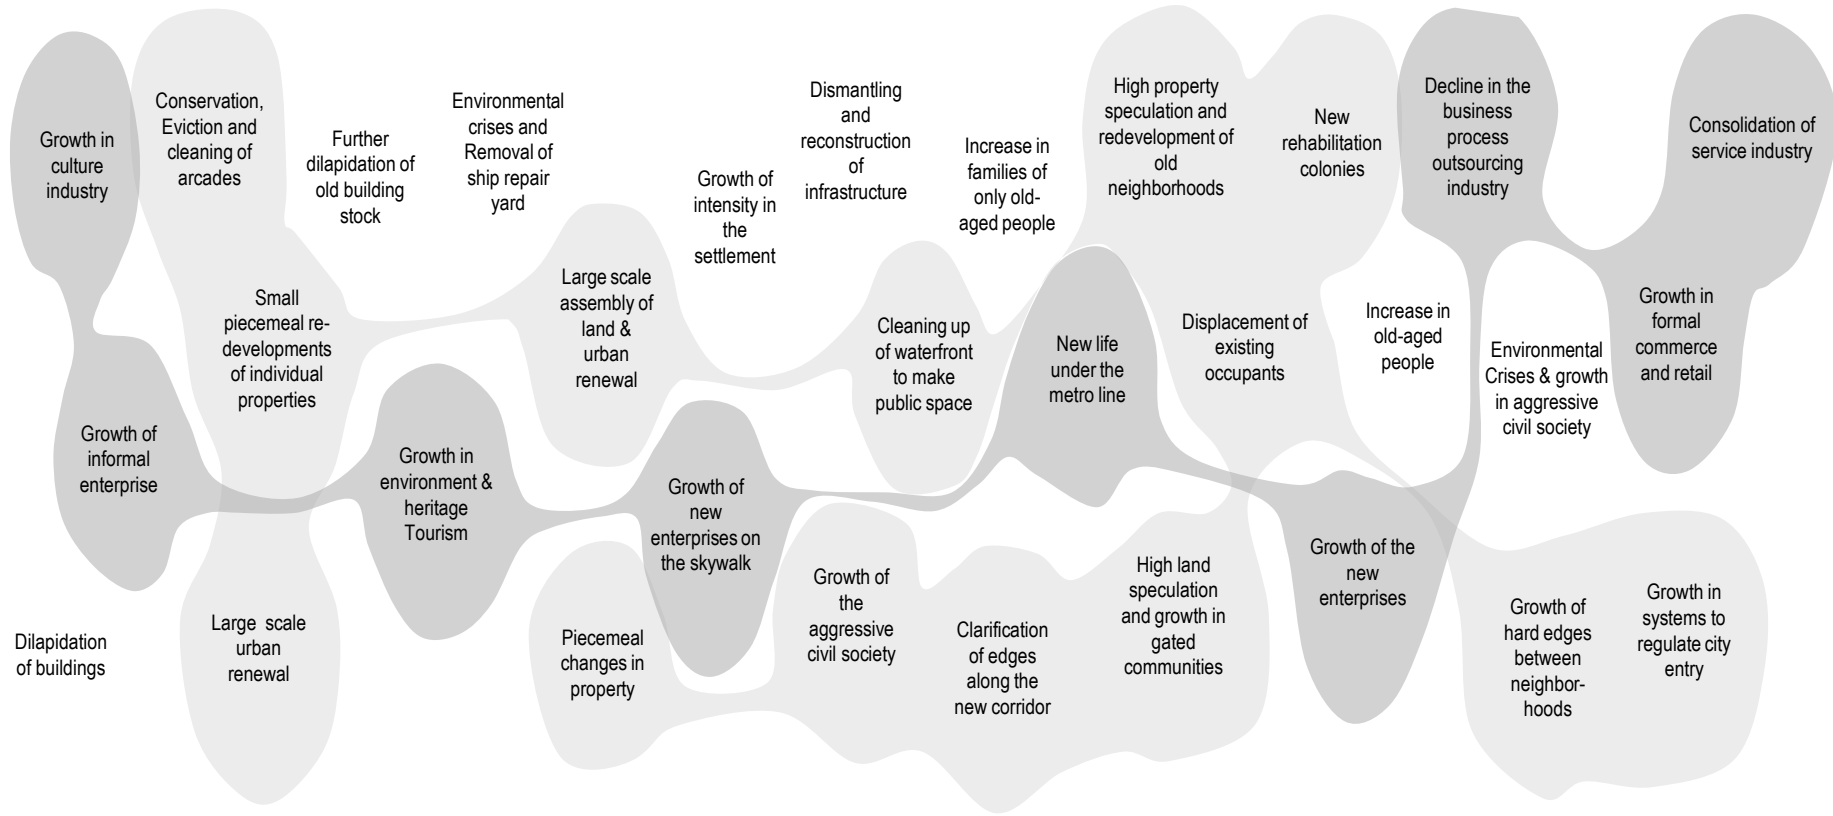 Growth in
culture
industry
Conservation,
Eviction and
cleaning of
arcades
Further
dilapidation of
old building
stock
Environmental
crises and
Removal of
ship repair
yard
Growth of
intensity in
the
settlement
Dismantling
and
reconstruction
of
infrastructure
Increase in
families of
only old-
aged people
High property
speculation and
redevelopment of
old
neighborhoods
New
rehabilitation
colonies
Decline in the
business
process
outsourcing
industry
Consolidation of
service industry
Small
piecemeal re-
developments
of individual
properties
Large scale
assembly of
land &
urban
renewal
Cleaning up
of waterfront
to make
public space
New life
under the
metro line
Displacement of
existing
occupants
Increase in
old-aged
people
Environmental
Crises & growth
in aggressive
civil society
Growth in
formal
commerce
and retail
Growth of
informal
enterprise
Growth in
environment &
heritage
Tourism
Growth of
new
enterprises on
the skywalk
Growth of the
new
enterprises
Dilapidation
of buildings
Large scale
urban
renewal
Piecemeal
changes in
property
Growth of
the
aggressive
civil society
Clarification
of edges
along the
new corridor
High land
speculation
and growth in
gated
communities
Growth of
hard edges
between
neighbor-
hoods
Growth in
systems to
regulate city
entry